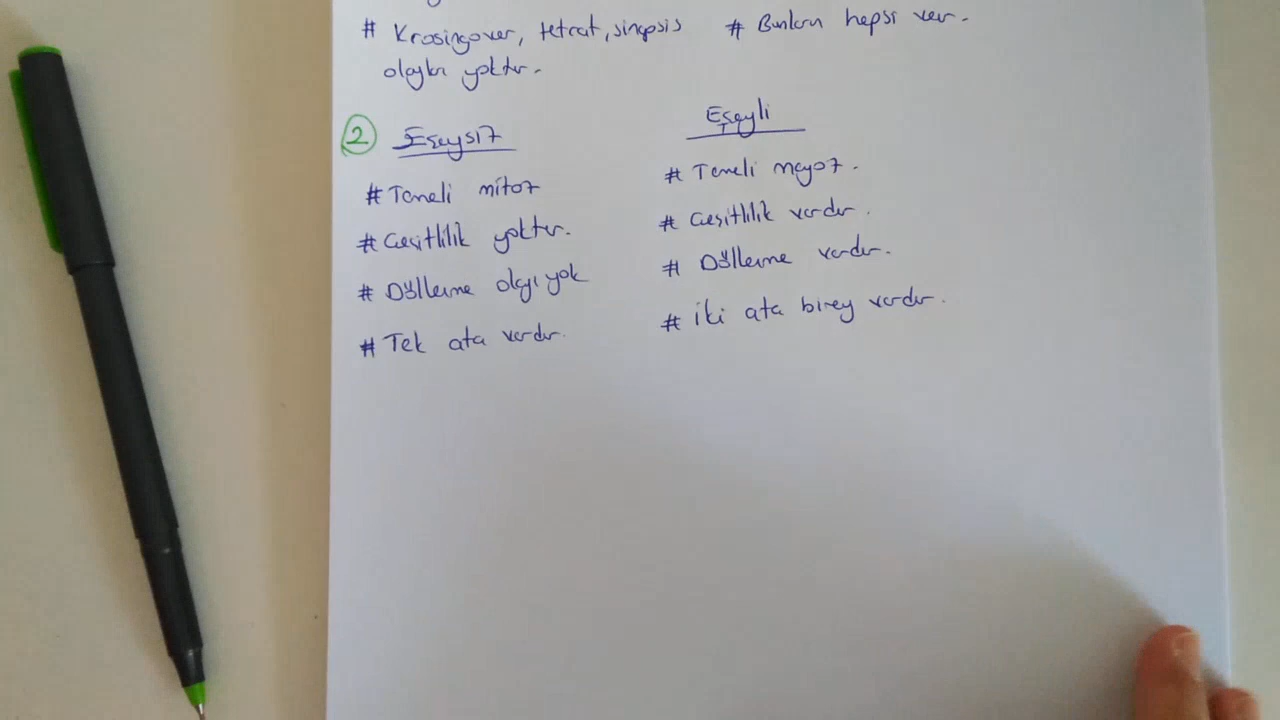 # Krosingover, tetrat, sinapsis
olayları yoktur.
# Bunların hepsi var.
2 Eşeysiz
# Temeli mitoz
# Çeşitlilik yoktur.
# Döllenme olayı yok
# Tek ata vardır.
Eşeyli
# Temeli mayoz.
# Çeşitlilik vardır.
# Döllenme vardır.
# İki ata birey vardır.